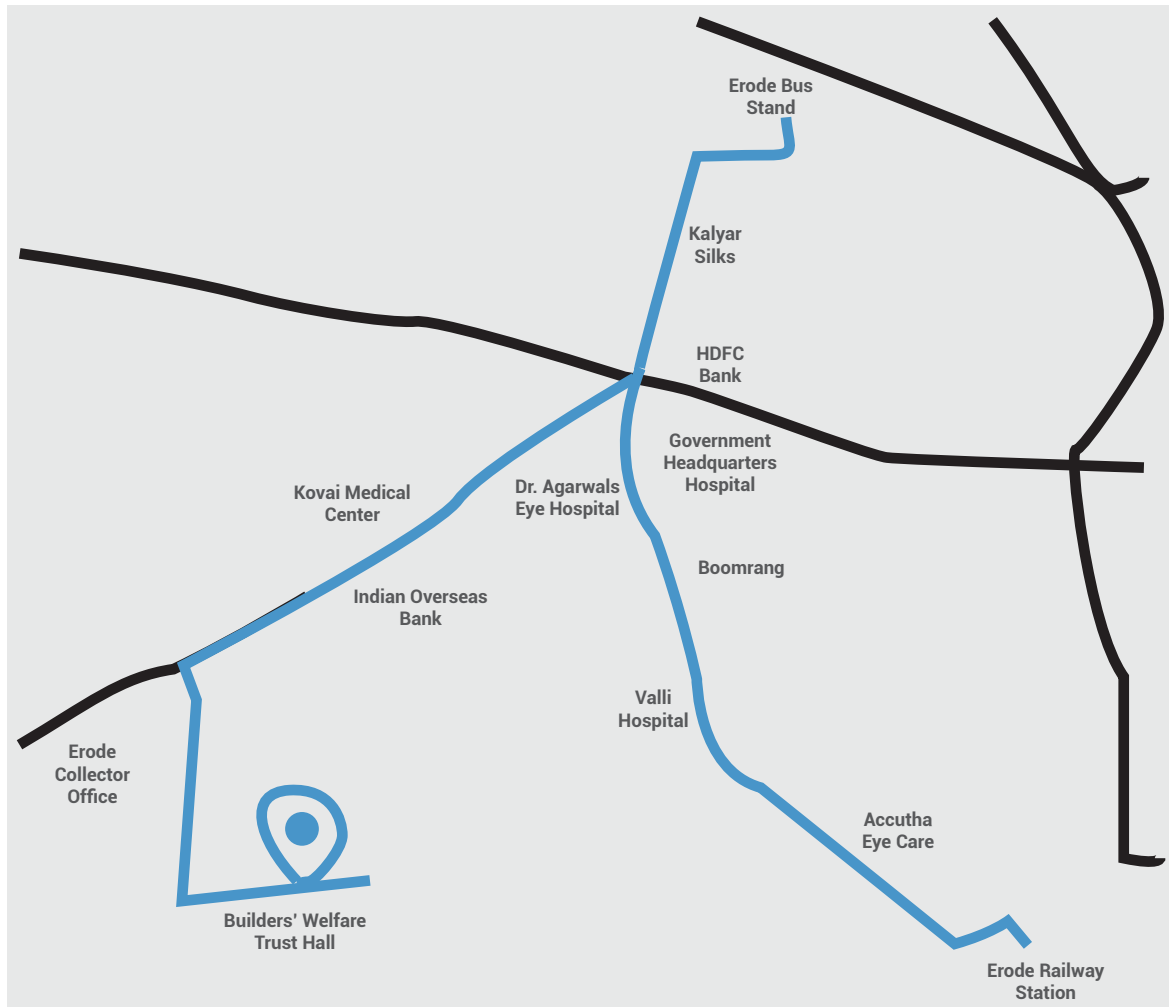 Erode Bus
Stand
Kalyar
Silks
HDFC
Bank
Government
Headquarters
Hospital
Dr. Agarwals
Eye Hospital
Kovai Medical
Center
Boomrang
Indian Overseas
Bank
Valli
Hospital
Erode
Collector
Office
Accutha
Eye Care
Builders' Welfare
Trust Hall
Erode Railway
Station